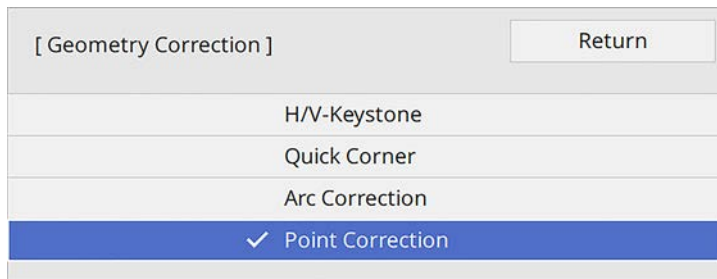 [ Geometry Correction ]
Return
H/V-Keystone
Quick Corner
Arc Correction
Point Correction